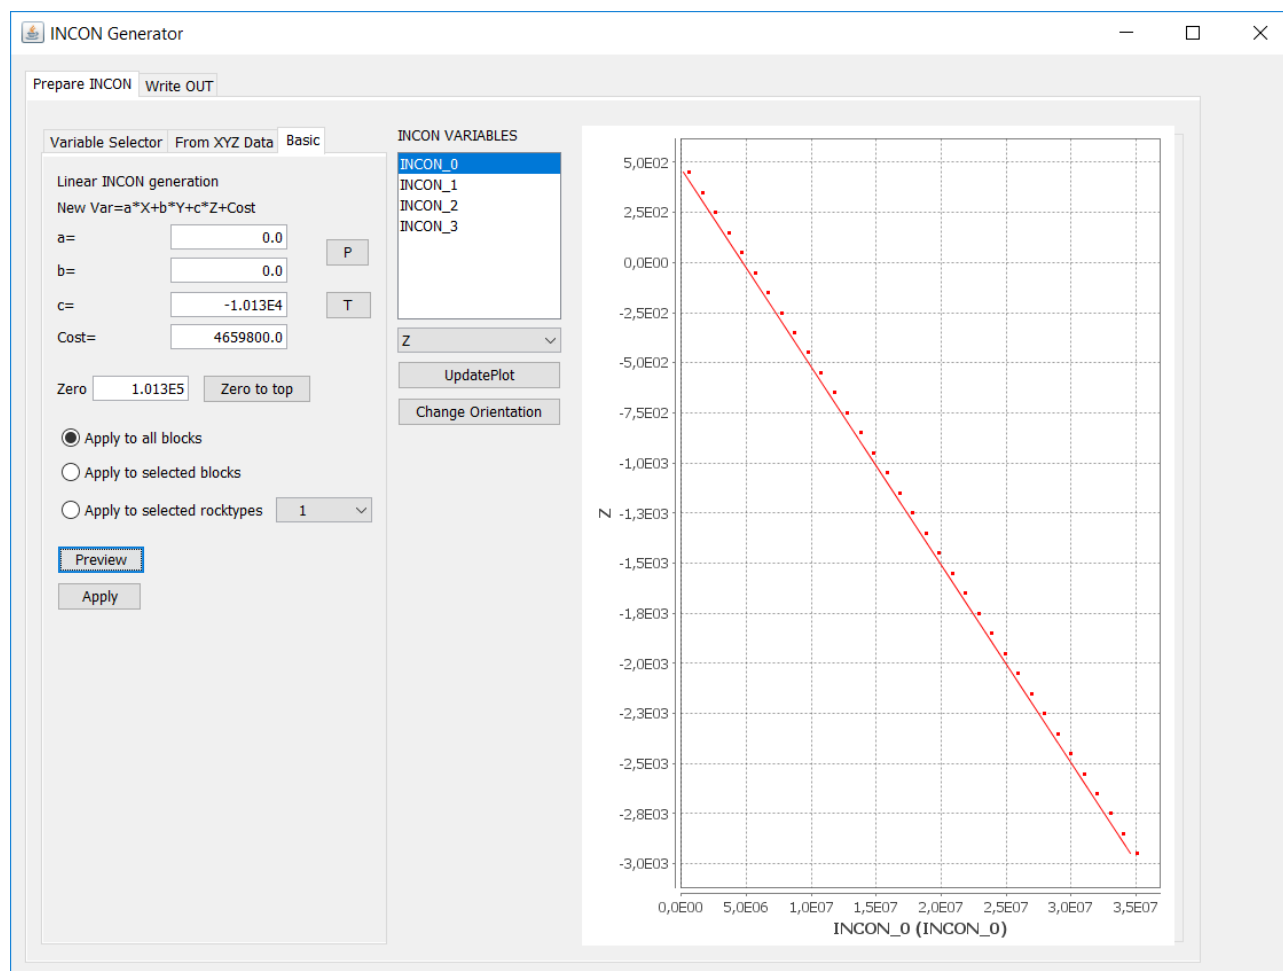 INCON Generator
Prepare INCON
Write OUT
Variable Selector
From XYZ Data
Basic
Linear INCON generation
New Var=a*X+b*Y+c*Z+Cost
a=
0.0
b=
0.0
P
c=
-1.013E4
T
Cost=
4659800.0
Zero
1.013E5
Zero to top
Apply to all blocks
Apply to selected blocks
Apply to selected rocktypes
1
Preview
Apply
INCON VARIABLES
INCON_0
INCON_1
INCON_2
INCON_3
Z
UpdatePlot
Change Orientation
5,0E02
2,5E02
0,0E00
-2,5E02
-5,0E02
-7,5E02
-1,0E03
-1,3E03
-1,5E03
-1,8E03
-2,0E03
-2,3E03
-2,5E03
-2,8E03
-3,0E03
Z
0,0E00
5,0E06
1,0E07
1,5E07
2,0E07
2,5E07
3,0E07
3,5E07
INCON_0 (INCON_0)